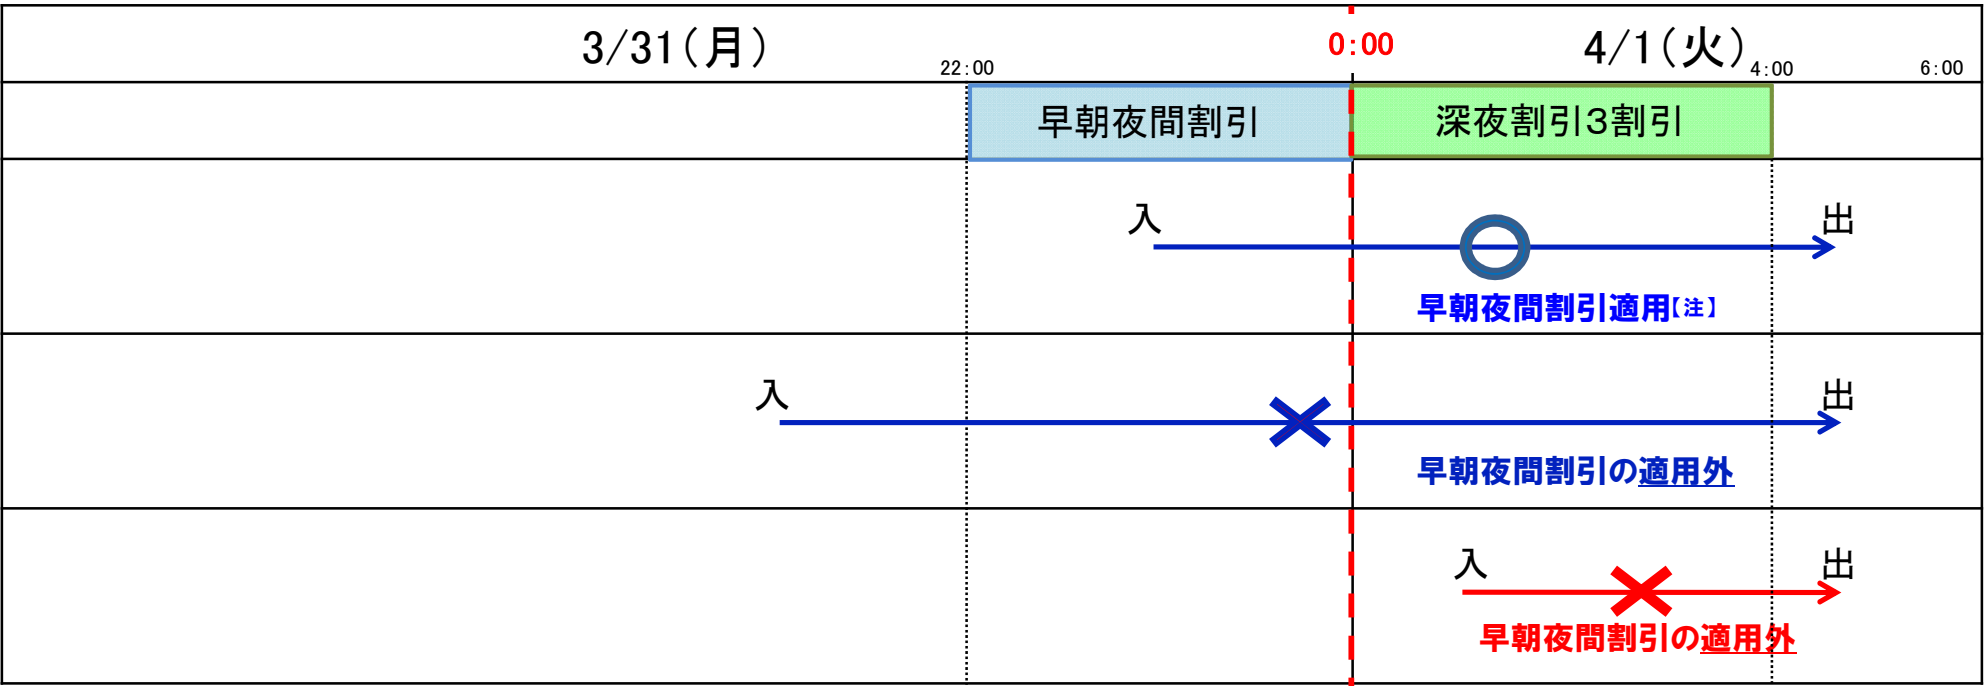 3/31(月)
0:00
4/1(火)
22:00
4:00
6:00
早朝夜間割引
深夜割引3割引
入
出
早朝夜間割引適用【注】
入
出
早朝夜間割引の適用外
入
出
早朝夜間割引の適用外